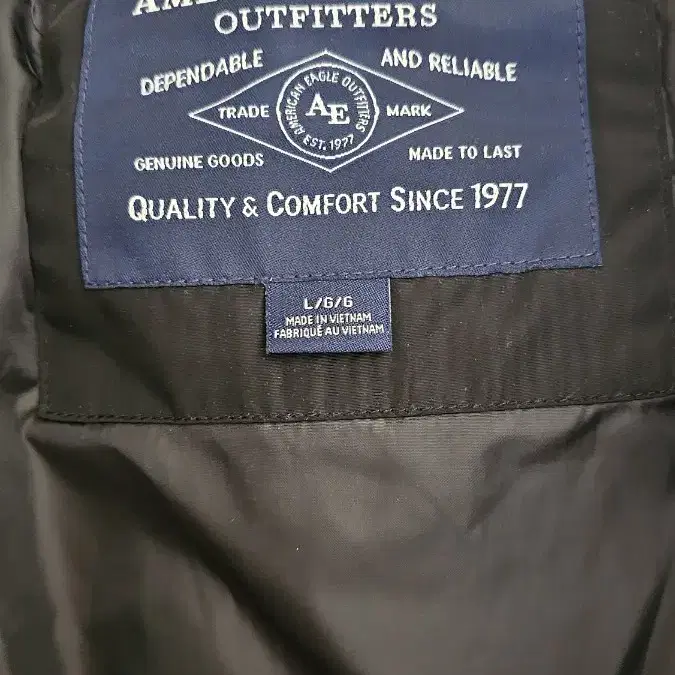 OUTFITTERS
DEPENDABLE AND RELIABLE
AMERICAN EAGLE OUTFITTERS
TRADE AE MARK
EST. 1977
GENUINE GOODS MADE TO LAST
QUALITY & COMFORT SINCE 1977
L/G/G
MADE IN VIETNAM
FABRIQUÉ AU VIETNAM